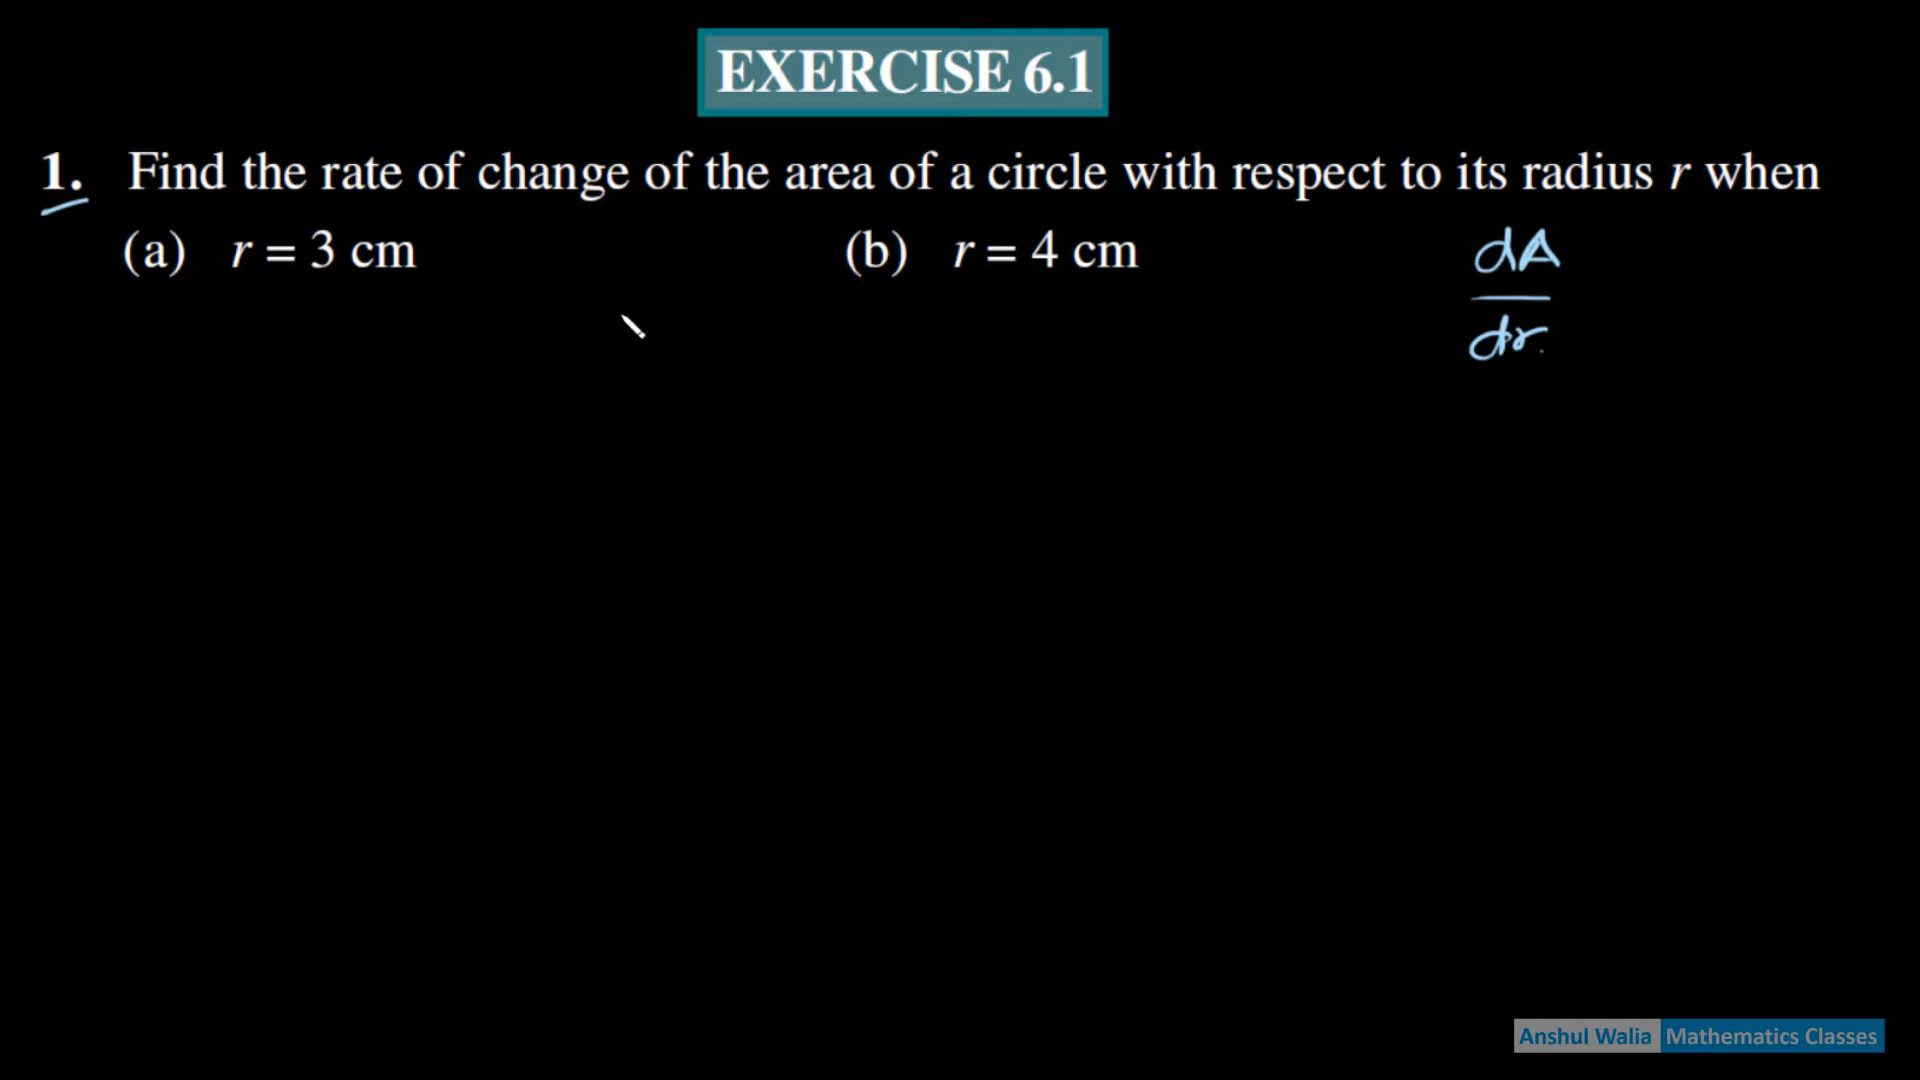 EXERCISE 6.1
1. Find the rate of change of the area of a circle with respect to its radius r when
(a) r = 3 cm (b) r = 4 cm
dA
dr.
Anshul Walia Mathematics Classes